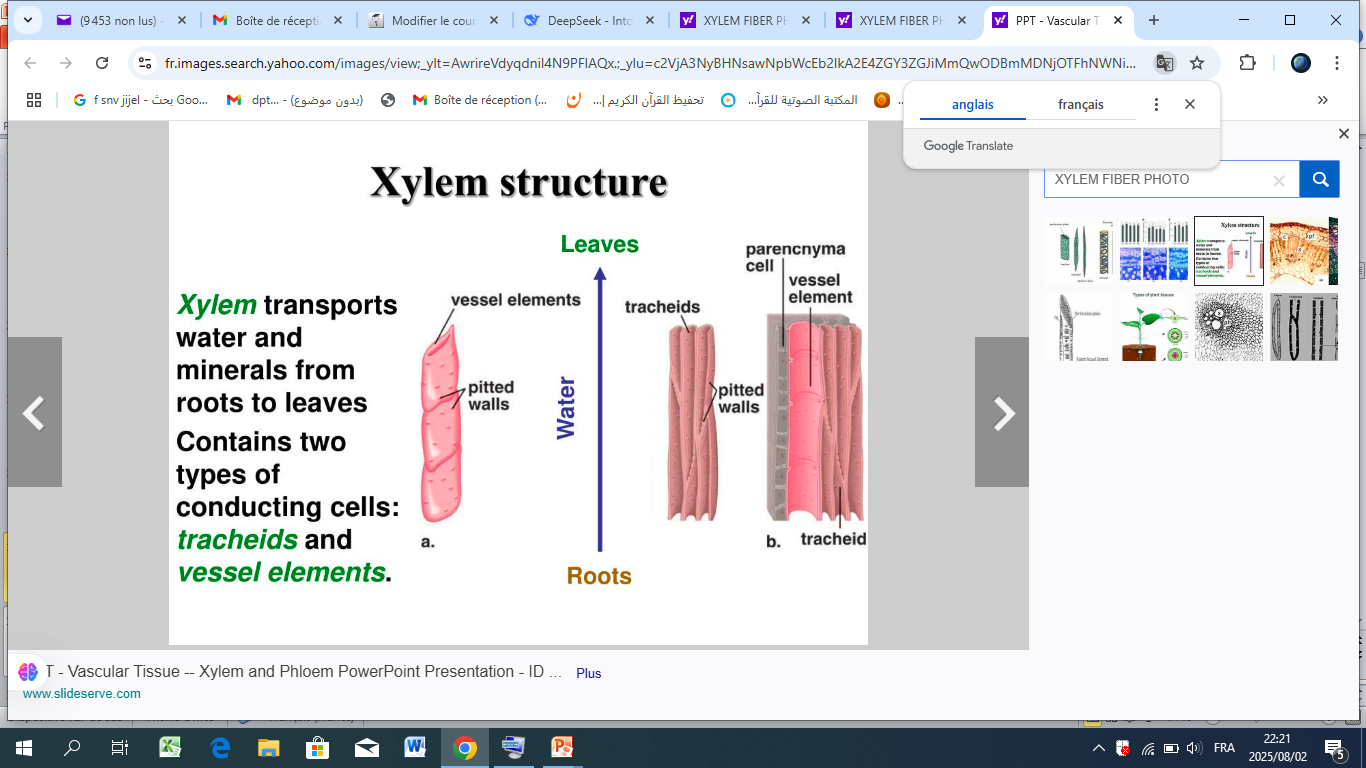 (9 453 non lus) -
Boîte de récepti
Modifier le cour
DeepSeek - Into
XYLEM FIBER PH
XYLEM FIBER PH
PPT - Vascular T
fr.images.search.yahoo.com/images/view;_ylt=AwrireVdyqdnil4N9PFIAQx.;_ylu=c2VjA3NyBHNsawNpbWcEb2lkA2E4ZGY3ZGJiMmQwODBmMDNjOTFhNWNi...
f snv jijel - بحث Goo...
dpt... - (بدون موضوع)
Boîte de réception (...
تحفيظ القرآن الكريم |...
المكتبة الصوتية للقرآ...
anglais
français
Google Translate
XYLEM FIBER PHOTO
Xylem structure
Xylem transports
water and
minerals from
roots to leaves
Contains two
types of
conducting cells:
tracheids and
vessel elements.
vessel elements
pitted
walls
a.
Leaves
Water
Roots
tracheids
pitted
walls
parencnyma
cell
vessel
element
b.
tracheid
T - Vascular Tissue -- Xylem and Phloem PowerPoint Presentation - ID ...
Plus
www.slideserve.com
FRA
22:21
2025/08/02
5